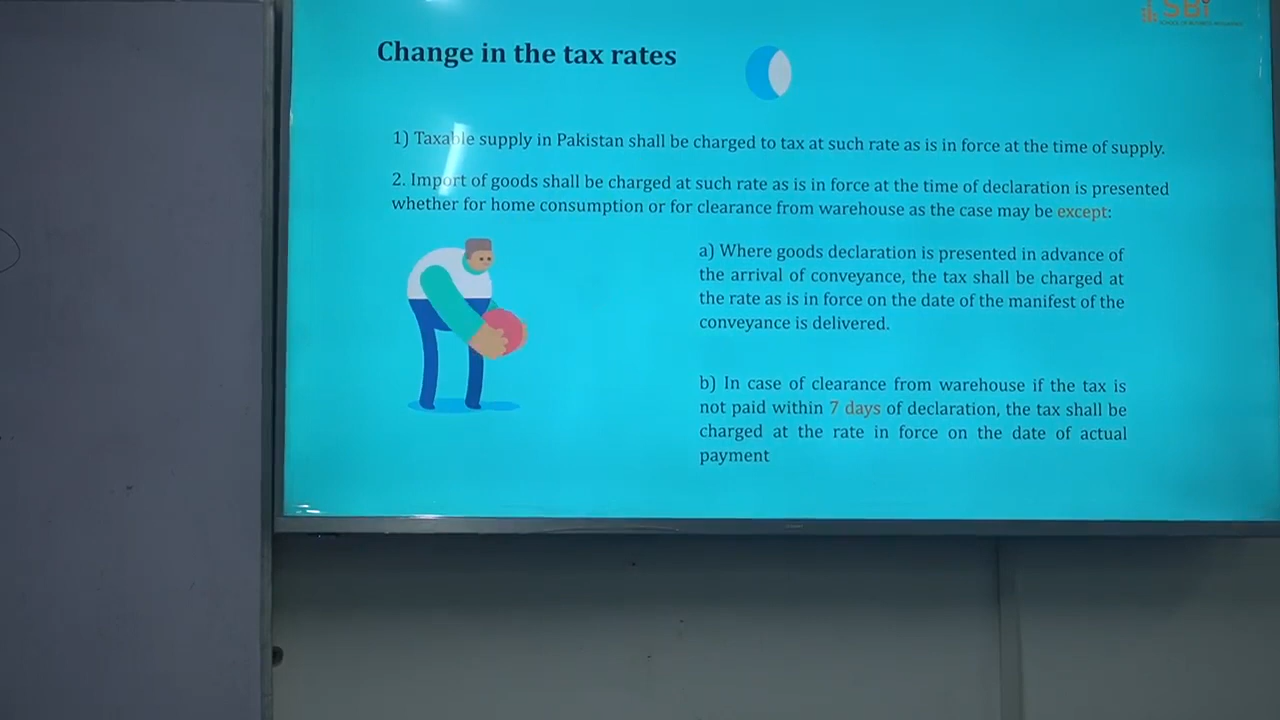 SBI
Change in the tax rates
1) Taxable supply in Pakistan shall be charged to tax at such rate as is in force at the time of supply.
2. Import of goods shall be charged at such rate as is in force at the time of declaration is presented
whether for home consumption or for clearance from warehouse as the case may be except:
a) Where goods declaration is presented in advance of
the arrival of conveyance, the tax shall be charged at
the rate as is in force on the date of the manifest of the
conveyance is delivered.
b) In case of clearance from warehouse if the tax is
not paid within 7 days of declaration, the tax shall be
charged at the rate in force on the date of actual
payment